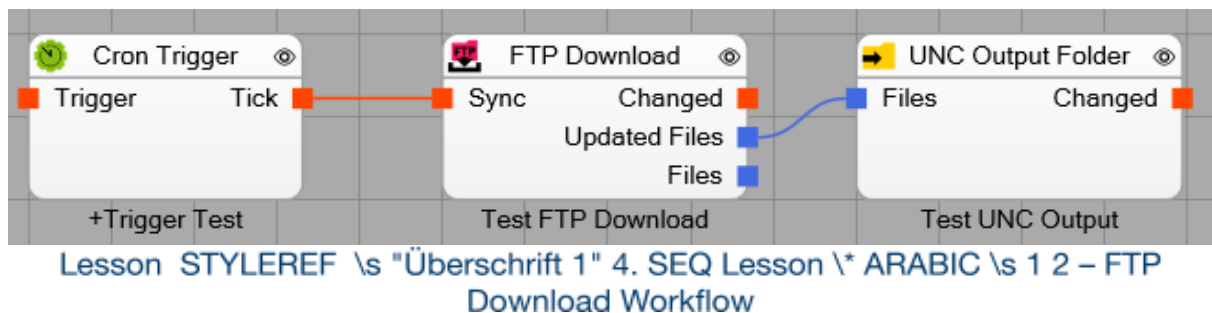 Cron Trigger FTP FTP Download UNC Output Folder
Trigger Tick Sync Changed Files Changed
Updated Files
Files
+Trigger Test Test FTP Download Test UNC Output
Lesson STYLEREF \s "Überschrift 1" 4. SEQ Lesson \* ARABIC \s 1 2 – FTP
Download Workflow